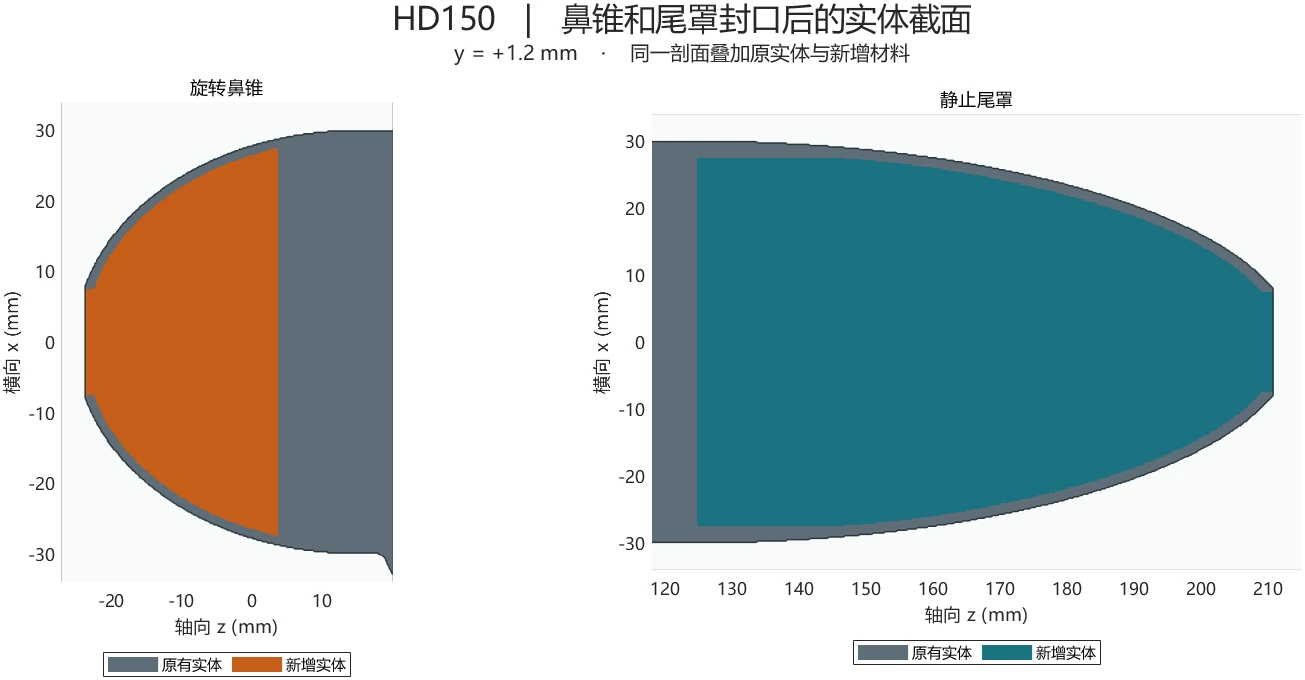 HD150 | 鼻锥和尾罩封口后的实体截面
y = +1.2 mm · 同一剖面叠加原实体与新增材料
旋转鼻锥
30
20
10
0
-10
-20
-30
横向 x (mm)
-20 -10 0 10
轴向 z (mm)
原有实体 新增实体
静止尾罩
30
20
10
0
-10
-20
-30
横向 x (mm)
120 130 140 150 160 170 180 190 200 210
轴向 z (mm)
原有实体 新增实体